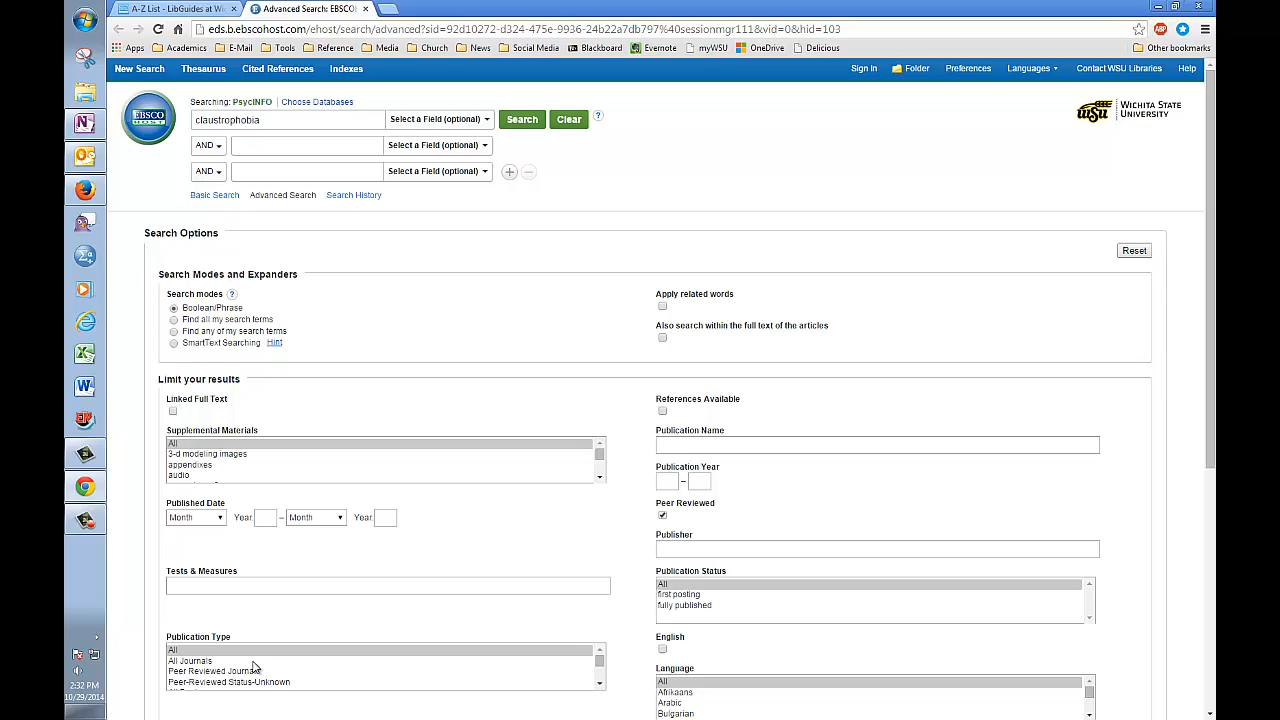 A-Z List - LibGuides at Wi
Advanced Search: EBSCO
eds.b.ebscohost.com/ehost/search/advanced?sid=92d10372-d324-475e-9936-24b22a7db797%40sessionmgr111&vid=0&hid=103
Apps Academics E-Mail Tools Reference Media Church News Social Media Blackboard Evernote myWSU OneDrive Delicious Other bookmarks
New Search Thesaurus Cited References Indexes Sign In Folder Preferences Languages Contact WSU Libraries Help
Searching: PsycINFO Choose Databases
EBSCO HOST
claustrophobia Select a Field (optional) Search Clear ?
WSU WICHITA STATE UNIVERSITY
AND Select a Field (optional)
AND Select a Field (optional)
Basic Search Advanced Search Search History
Search Options
Reset
Search Modes and Expanders
Search modes ?
Boolean/Phrase
Find all my search terms
Find any of my search terms
SmartText Searching Hint
Apply related words
Also search within the full text of the articles
Limit your results
Linked Full Text
References Available
Supplemental Materials
All
3-d modeling images
appendixes
audio
Publication Name
Publication Year
–
Published Date
Month Year: – Month Year:
Peer Reviewed
Publisher
Tests & Measures
Publication Status
All
first posting
fully published
Publication Type
All
All Journals
Peer Reviewed Journals
Peer-Reviewed Status-Unknown
English
Language
All
Afrikaans
Arabic
Bulgarian
2:32 PM
10/29/2014